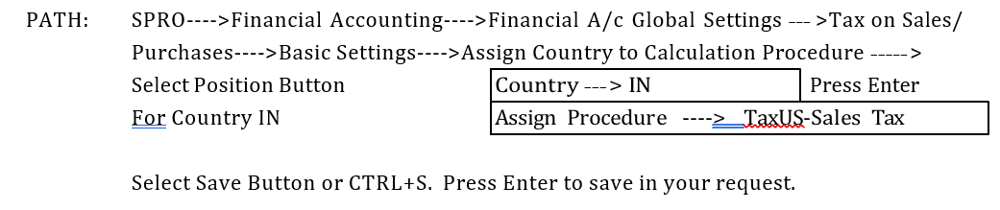 PATH: SPRO---->Financial Accounting---->Financial A/c Global Settings --- >Tax on Sales/
Purchases---->Basic Settings---->Assign Country to Calculation Procedure ----->
Select Position Button Country ---> IN Press Enter
For Country IN Assign Procedure ----> TaxUS-Sales Tax
Select Save Button or CTRL+S. Press Enter to save in your request.